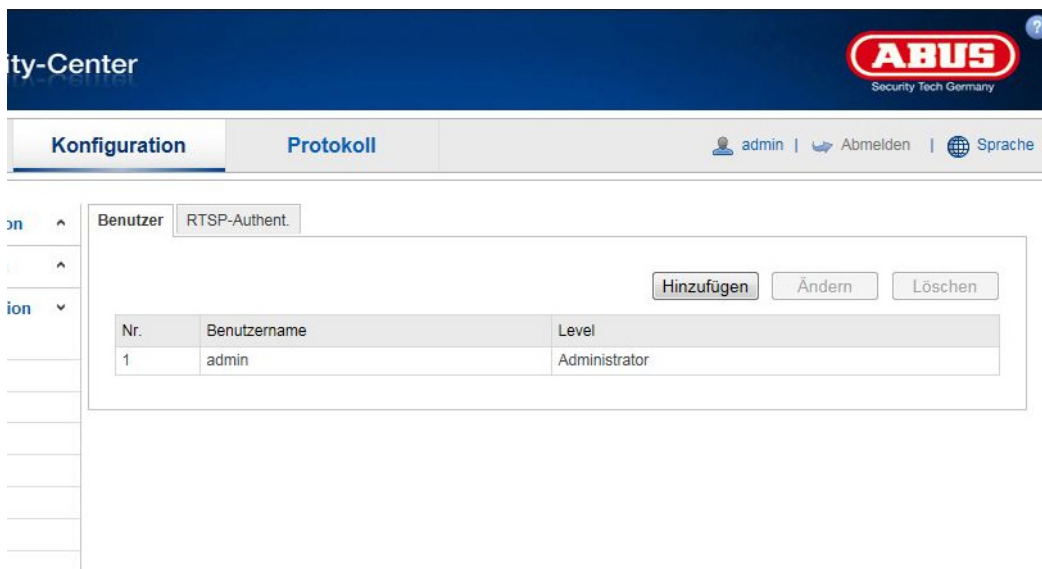 ity-Center
ABUS
Security Tech Germany
?
Konfiguration
Protokoll
admin | Abmelden | Sprache
on
Benutzer
RTSP-Authent.
ion
Hinzufügen
Ändern
Löschen
Nr. Benutzername Level
1 admin Administrator